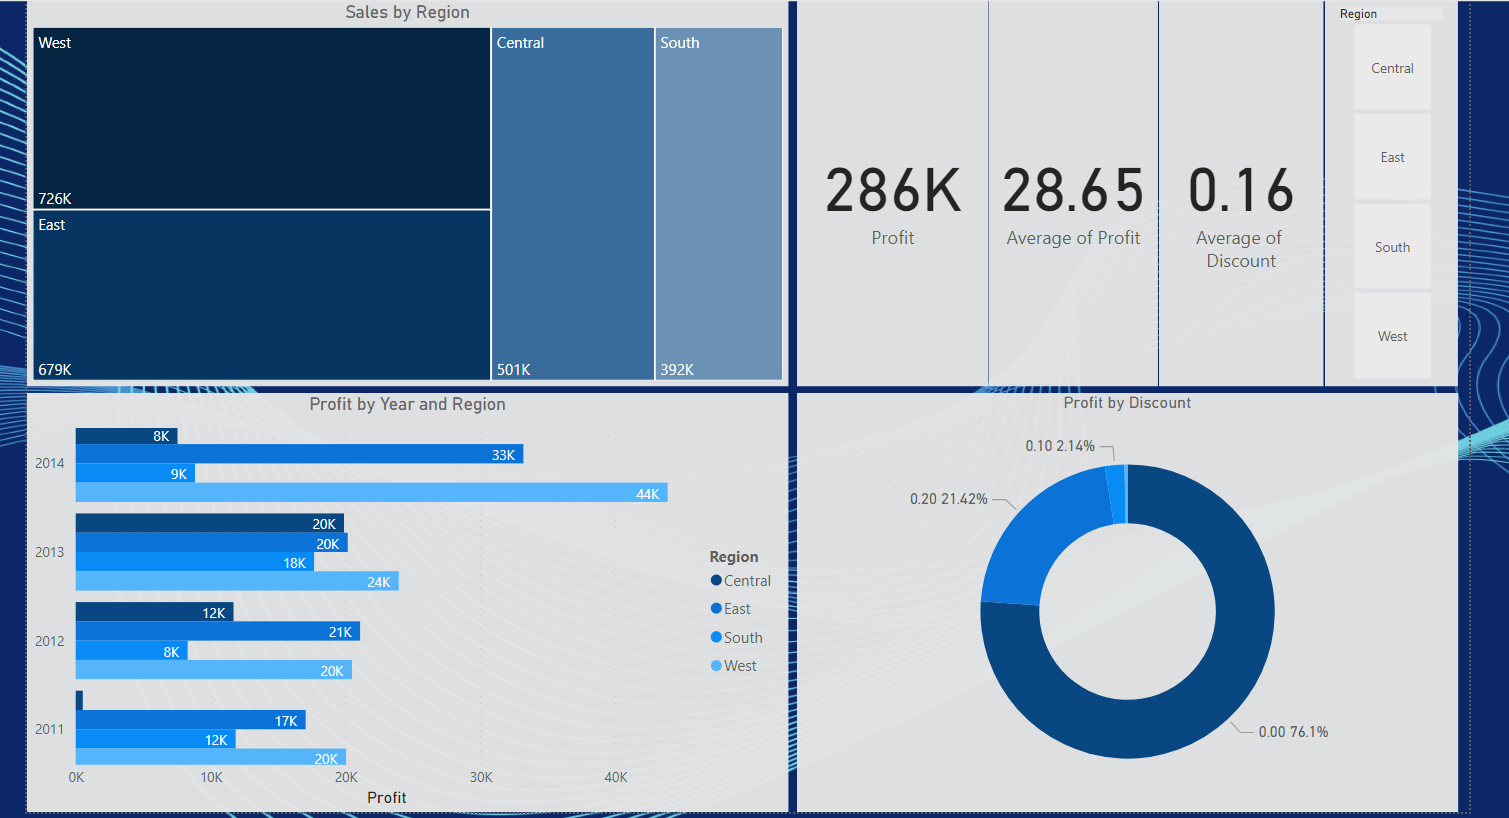 Sales by Region
West
726K
East
679K
Central
501K
South
392K
286K
Profit
28.65
Average of Profit
0.16
Average of
Discount
Region
Central
East
South
West
Profit by Year and Region
2014
8K
33K
9K
44K
2013
20K
20K
18K
24K
2012
12K
21K
8K
20K
2011
17K
12K
20K
0K 10K 20K 30K 40K
Profit
Region
Central
East
South
West
Profit by Discount
0.10 2.14%
0.20 21.42%
0.00 76.1%